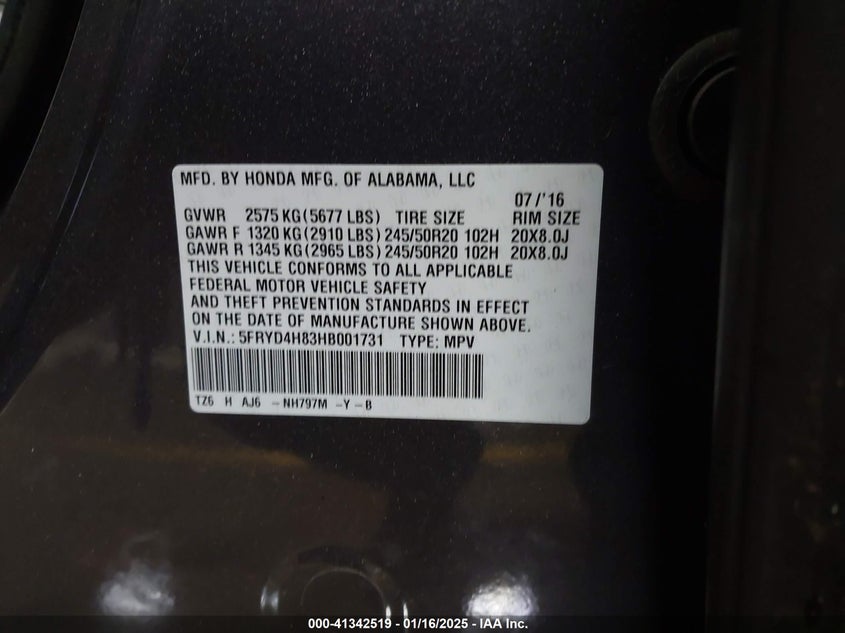 MFD. BY HONDA MFG. OF ALABAMA, LLC
07/'16
GVWR 2575 KG(5677 LBS) TIRE SIZE RIM SIZE
GAWR F 1320 KG(2910 LBS) 245/50R20 102H 20X8.0J
GAWR R 1345 KG(2965 LBS) 245/50R20 102H 20X8.0J
THIS VEHICLE CONFORMS TO ALL APPLICABLE
FEDERAL MOTOR VEHICLE SAFETY
AND THEFT PREVENTION STANDARDS IN EFFECT
ON THE DATE OF MANUFACTURE SHOWN ABOVE.
V.I.N.: 5FRYD4H83HB001731 TYPE: MPV
TZ6 H AJ6 -NH797M -Y-B
000-41342519 - 01/16/2025 - IAA Inc.